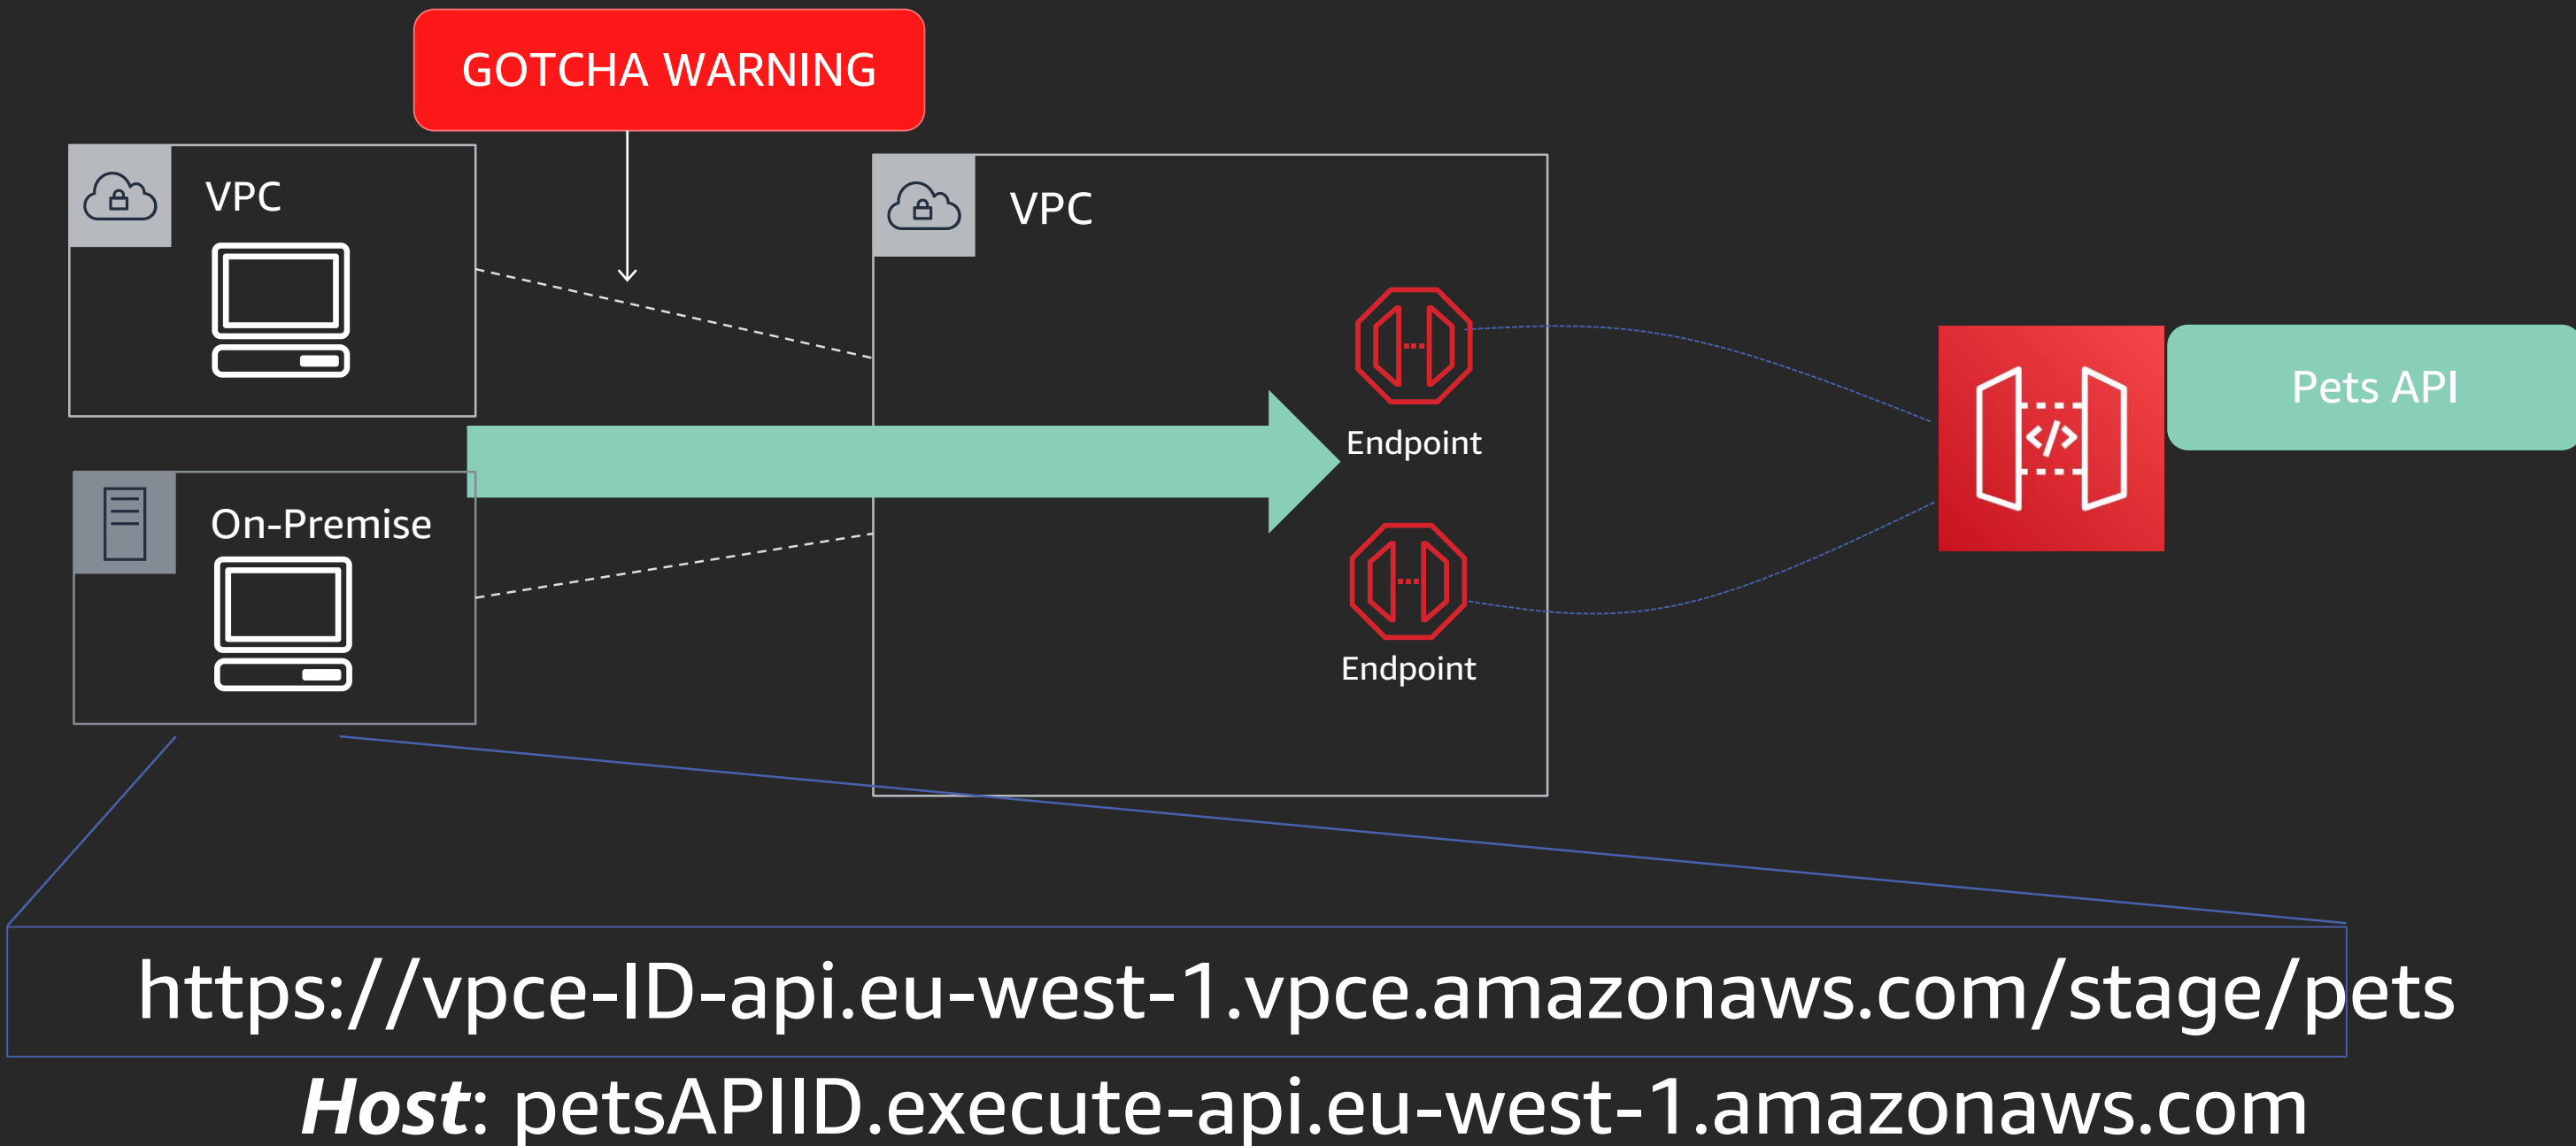 GOTCHA WARNING
VPC
VPC
Endpoint
Pets API
On-Premise
Endpoint
https://vpce-ID-api.eu-west-1.vpce.amazonaws.com/stage/pets
Host: petsAPIID.execute-api.eu-west-1.amazonaws.com